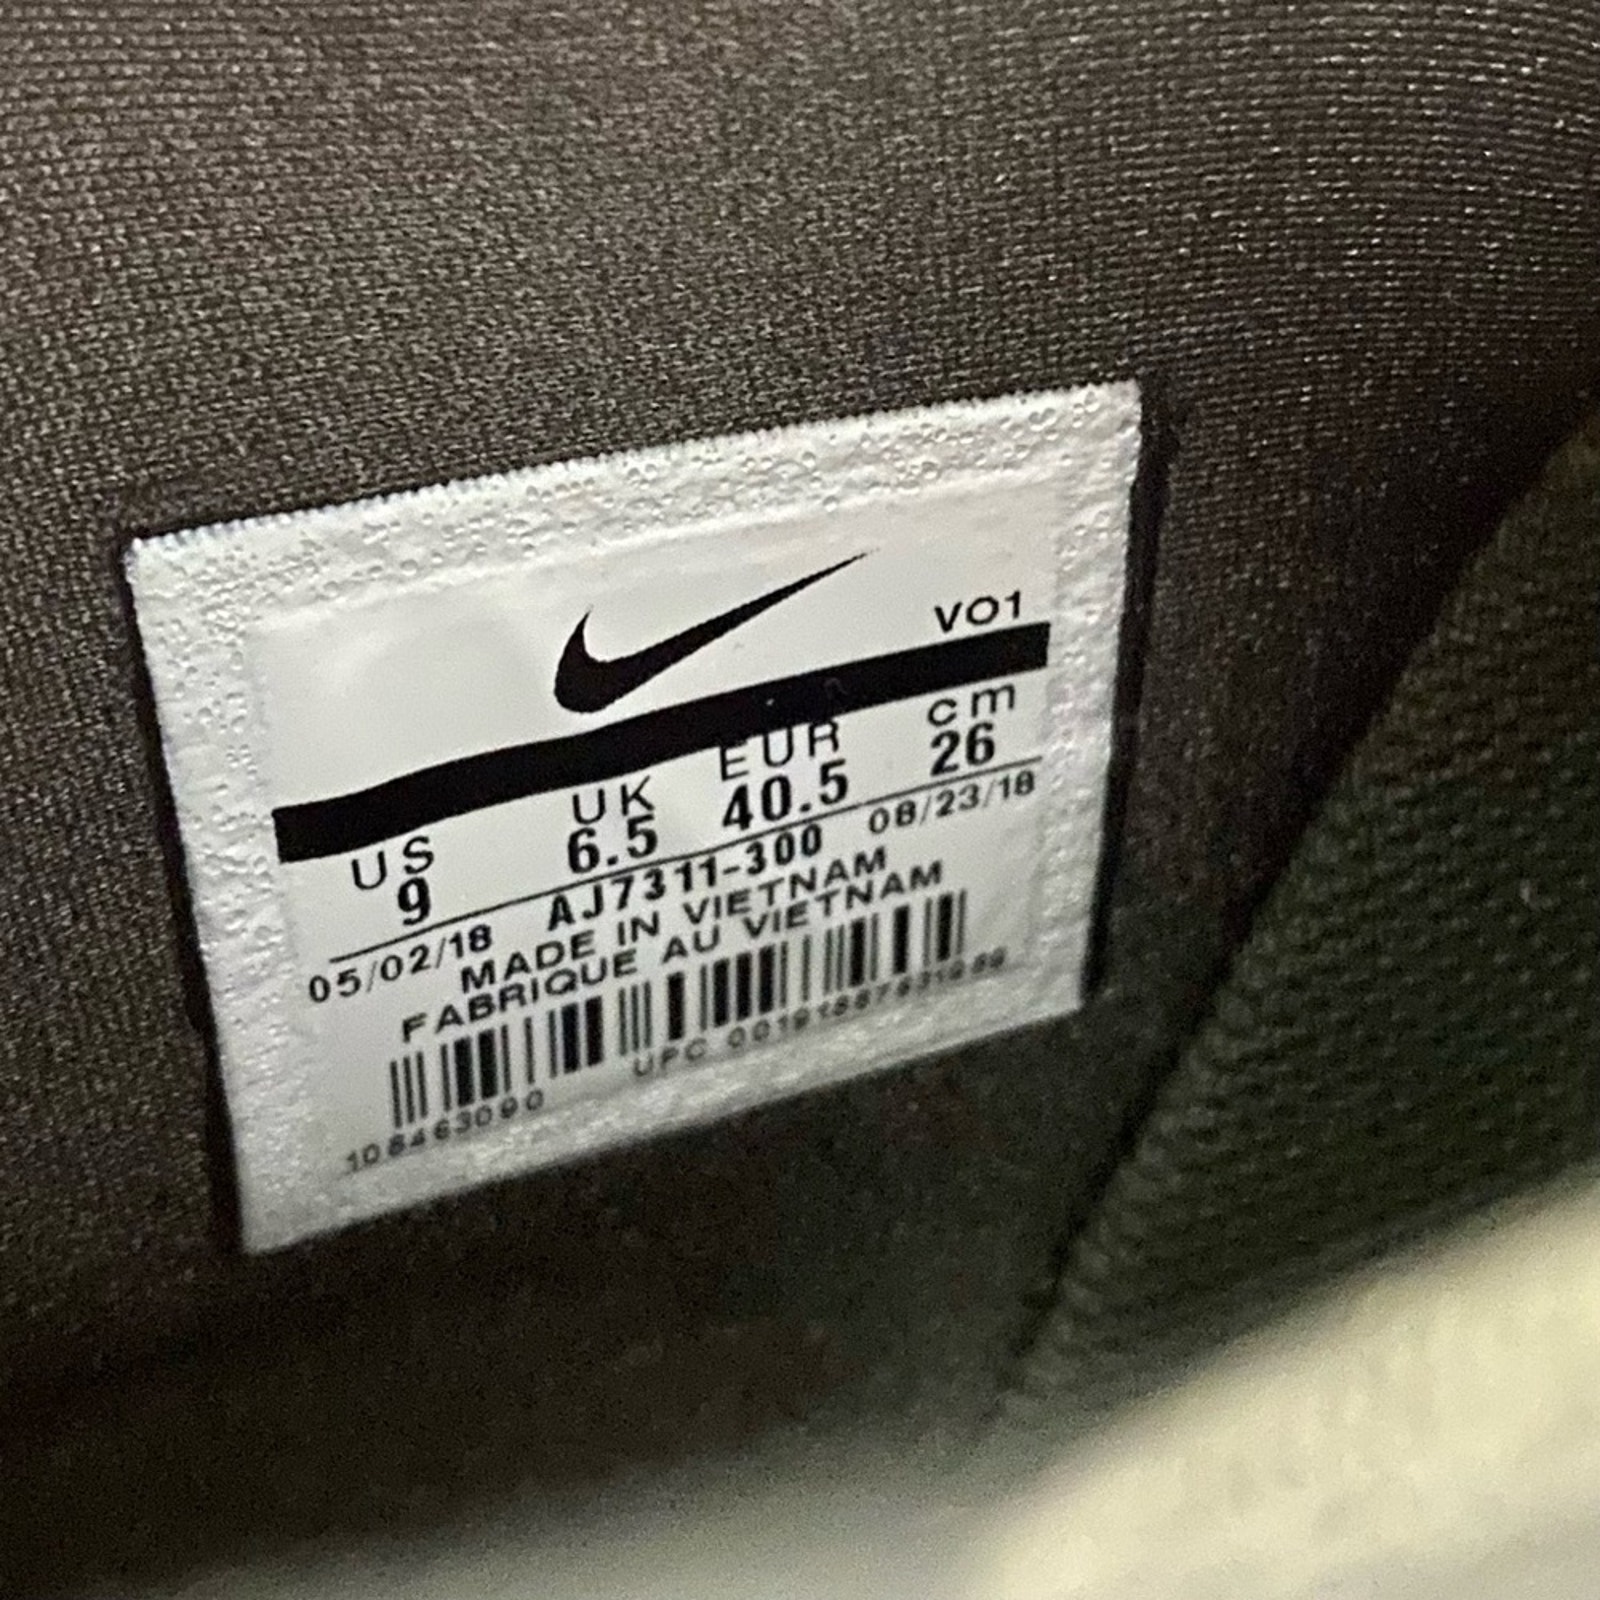 VO1
US UK EUR cm
9 6.5 40.5 26
05/02/18 AJ7311-300 08/23/18
MADE IN VIETNAM
FABRIQUE AU VIETNAM
UPC